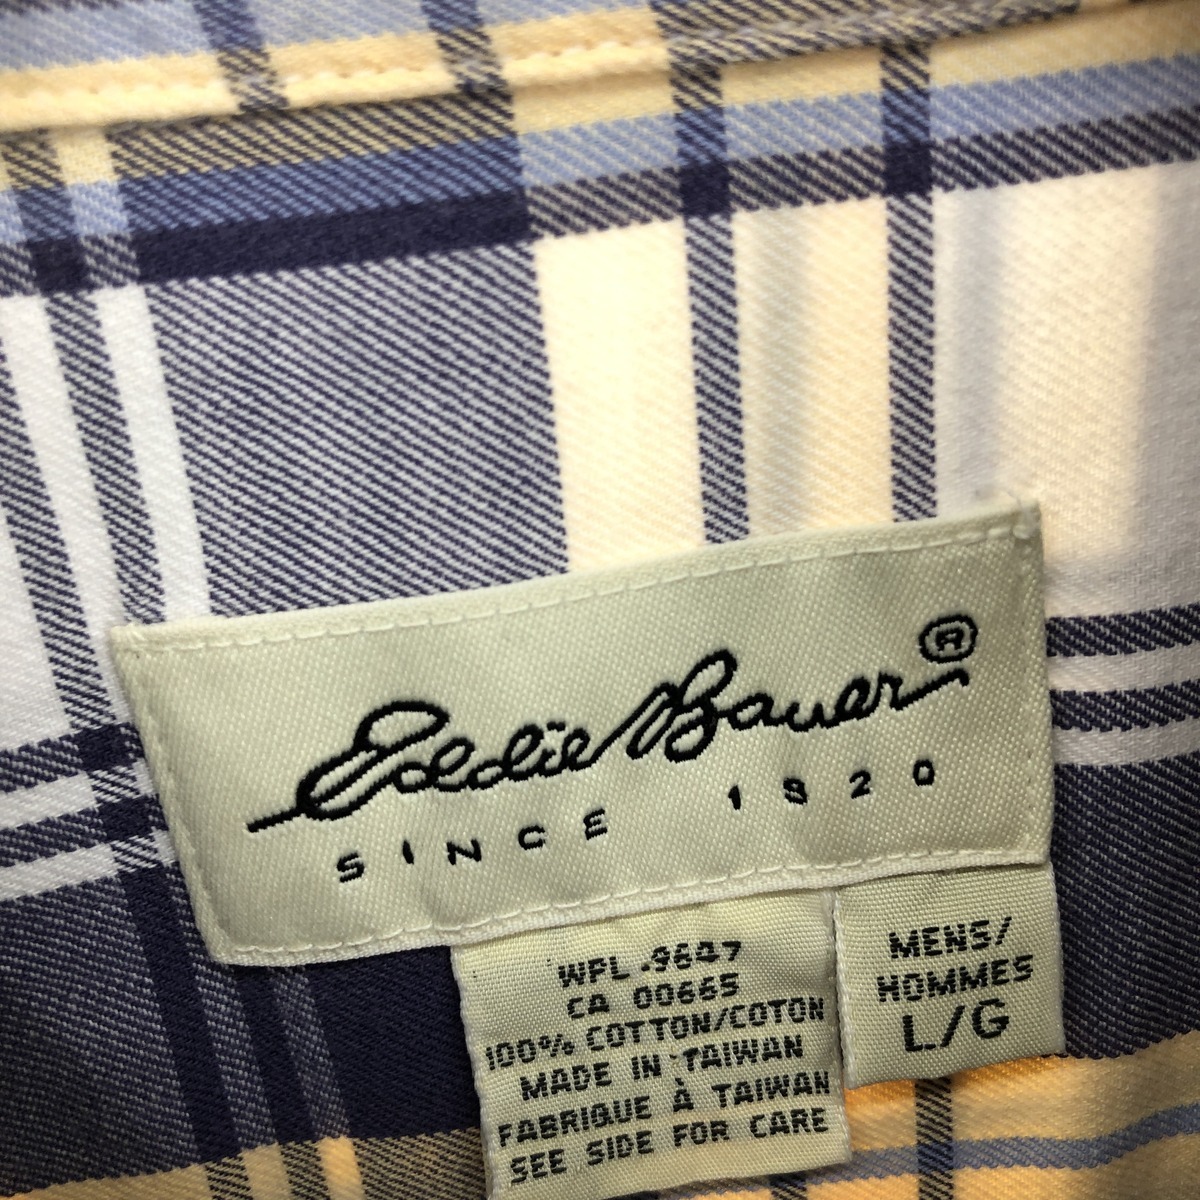 Eddie Bauer®
SINCE 1920
WPL 9847
CA 00665
100% COTTON/COTON
MADE IN TAIWAN
FABRIQUE À TAIWAN
SEE SIDE FOR CARE
MENS/
HOMMES
L/G